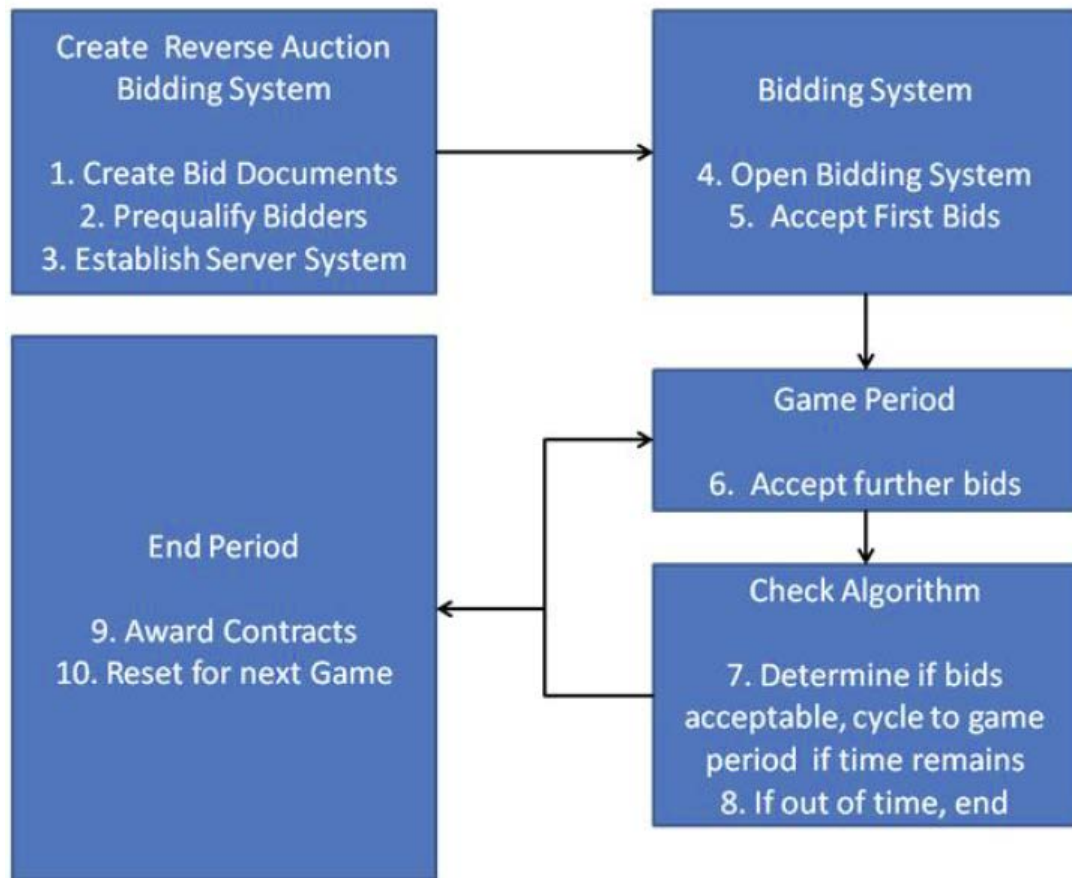 Create Reverse Auction
Bidding System
1. Create Bid Documents
2. Prequalify Bidders
3. Establish Server System
Bidding System
4. Open Bidding System
5. Accept First Bids
Game Period
6. Accept further bids
Check Algorithm
7. Determine if bids
acceptable, cycle to game
period if time remains
8. If out of time, end
End Period
9. Award Contracts
10. Reset for next Game